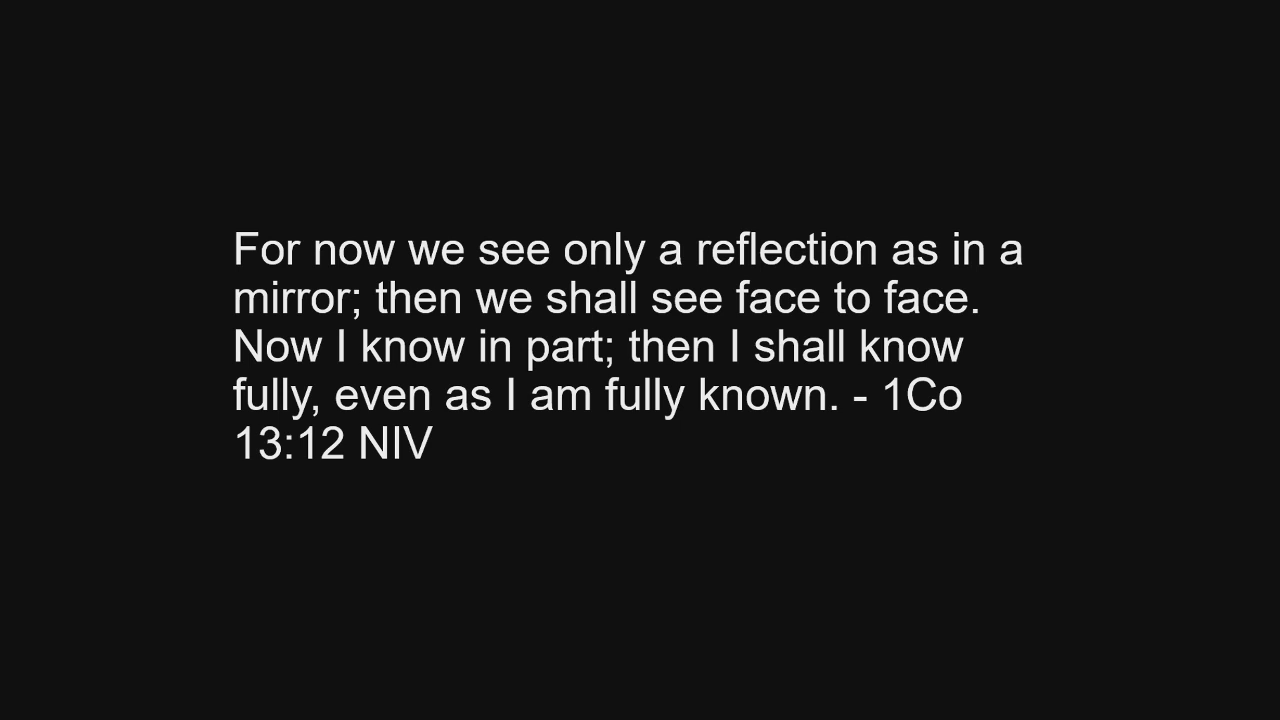 For now we see only a reflection as in a
mirror; then we shall see face to face.
Now I know in part; then I shall know
fully, even as I am fully known. - 1Co
13:12 NIV